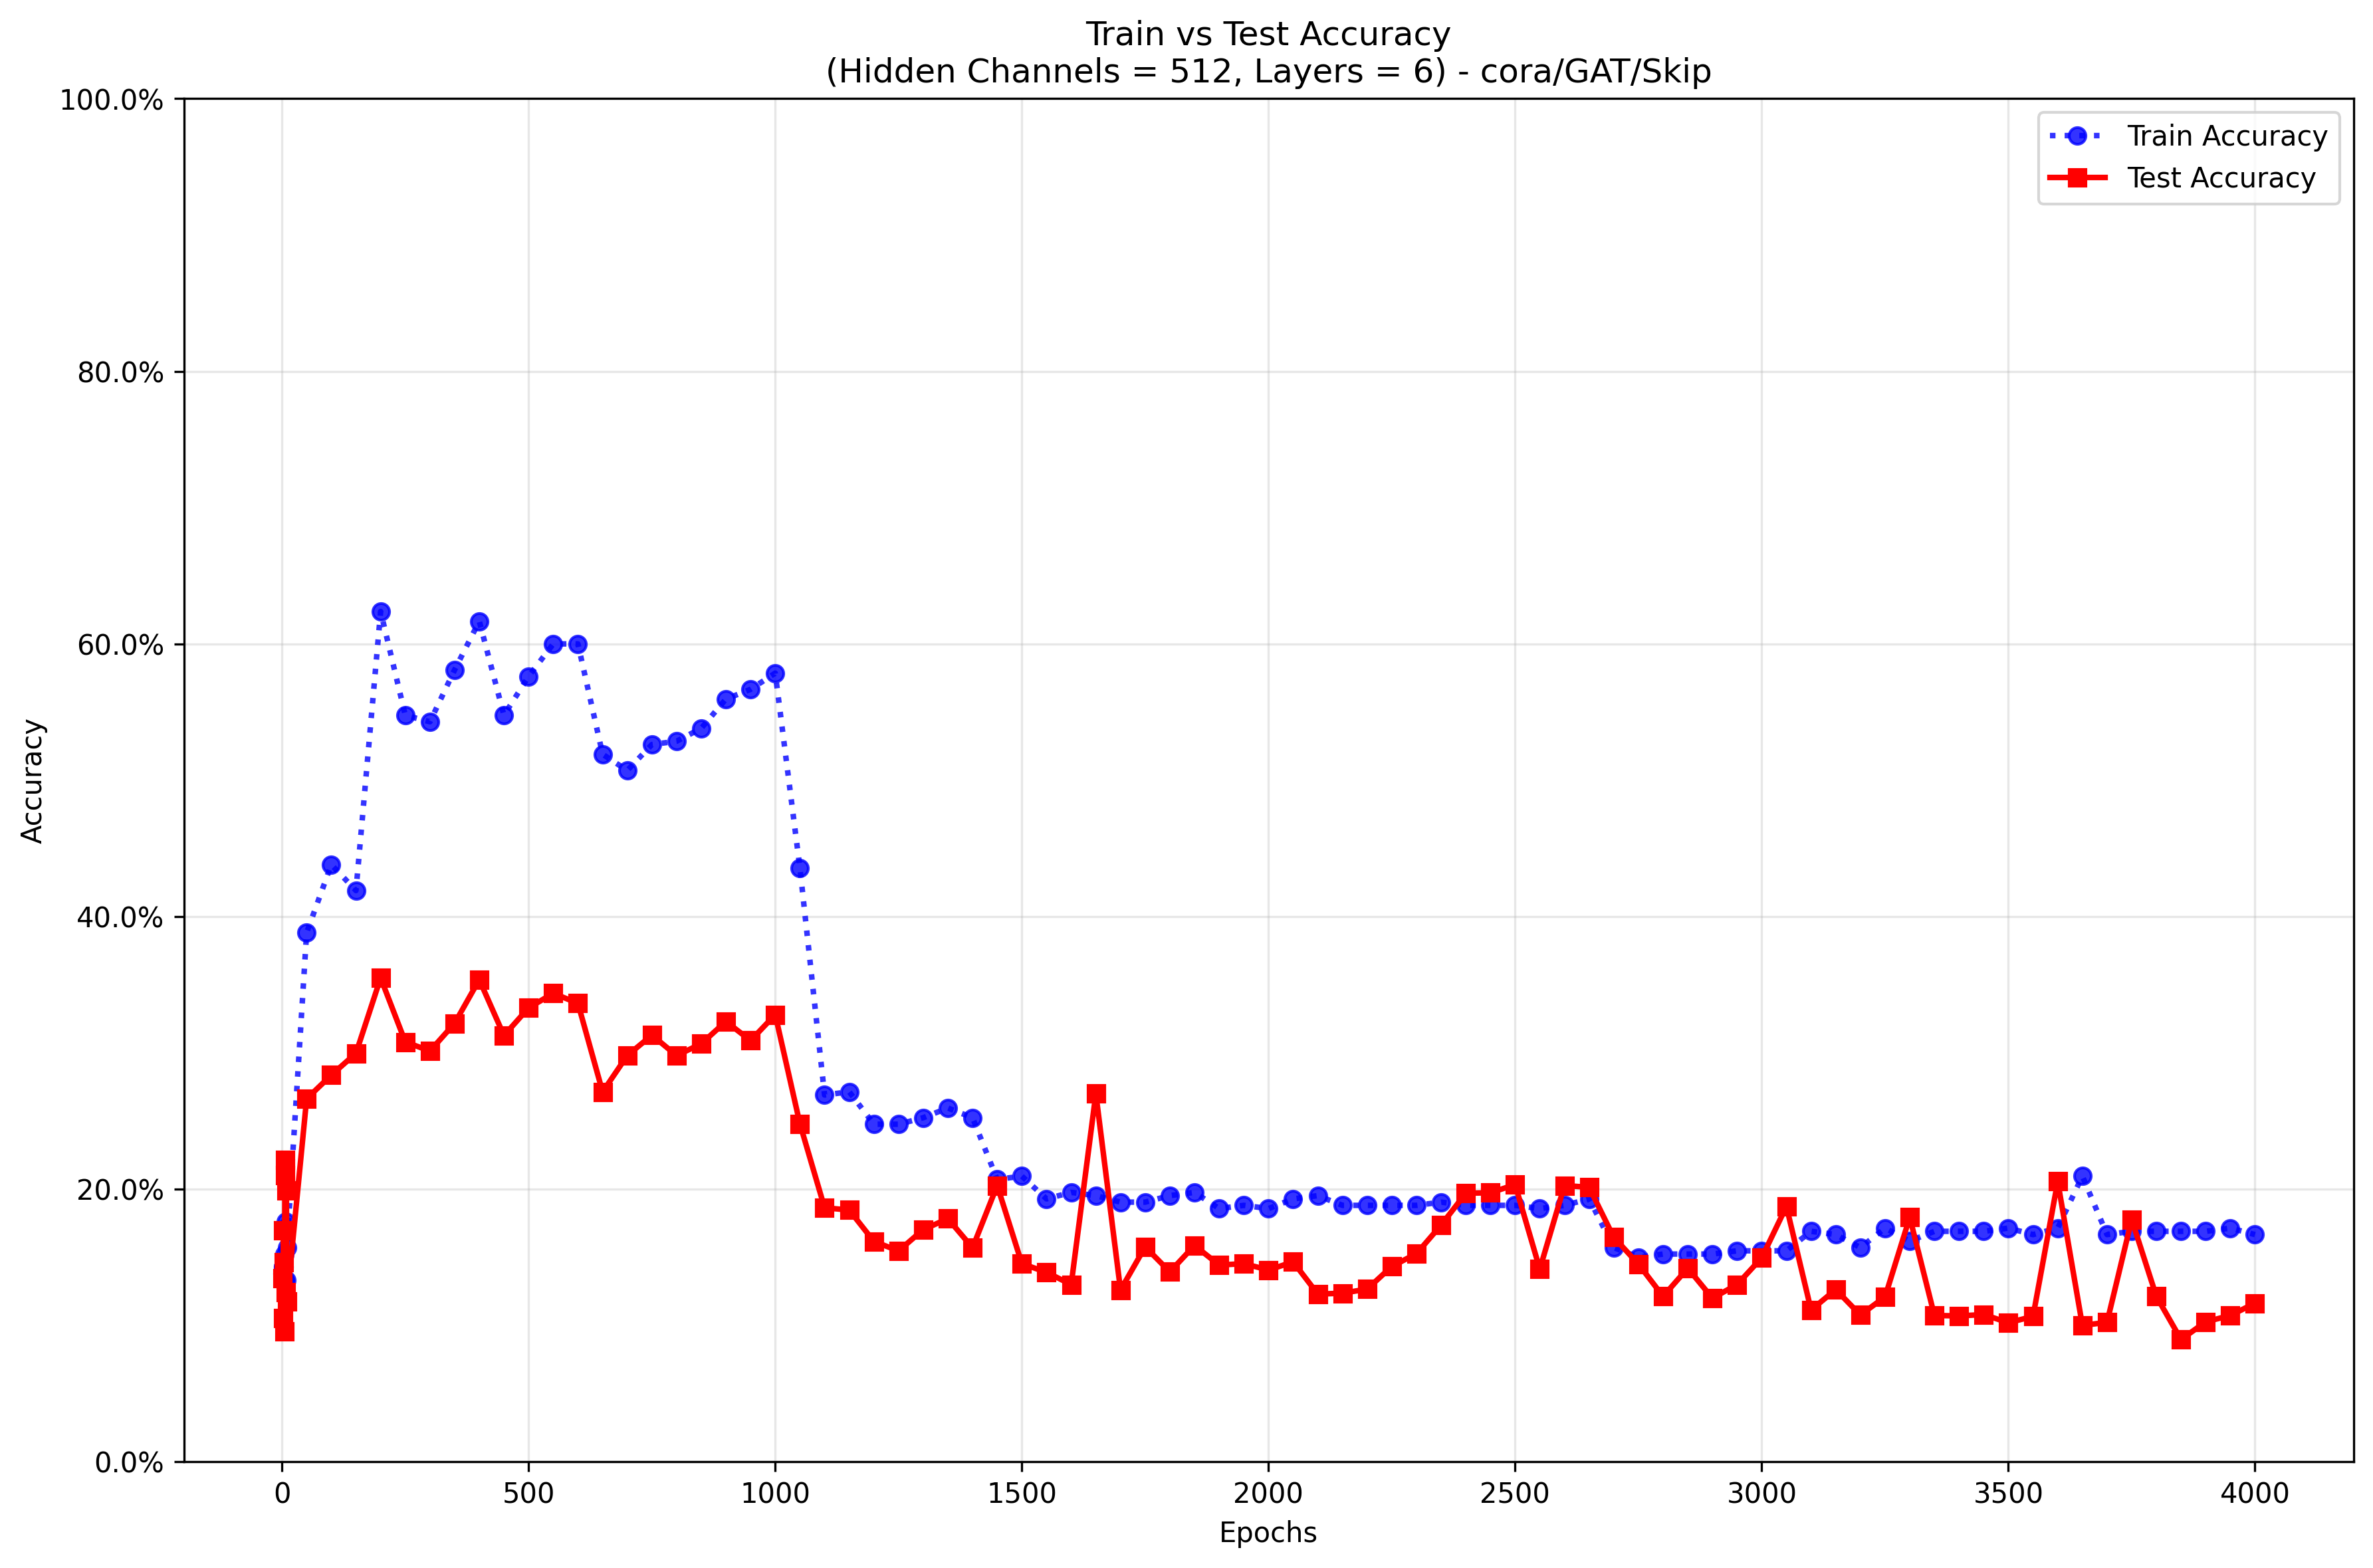 Train vs Test Accuracy
(Hidden Channels = 512, Layers = 6) - cora/GAT/Skip
100.0%
80.0%
60.0%
40.0%
20.0%
0.0%
Accuracy
Train Accuracy
Test Accuracy
0 500 1000 1500 2000 2500 3000 3500 4000
Epochs